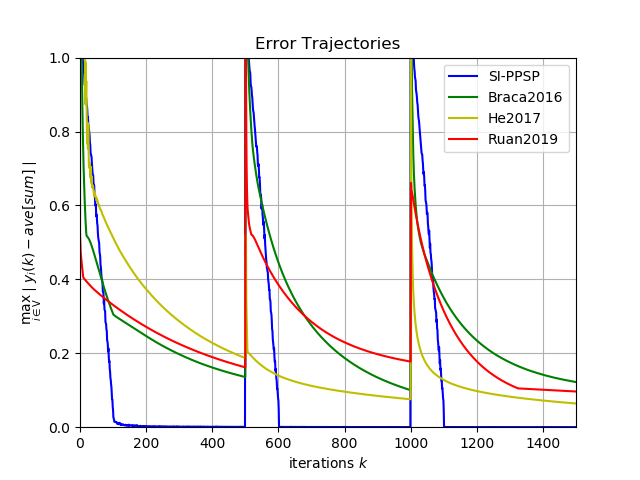 Error Trajectories
max | yᵢ(k) − ave[sum] |
i∈V
1.0
0.8
0.6
0.4
0.2
0.0
0 200 400 600 800 1000 1200 1400
iterations k
SI-PPSP
Braca2016
He2017
Ruan2019